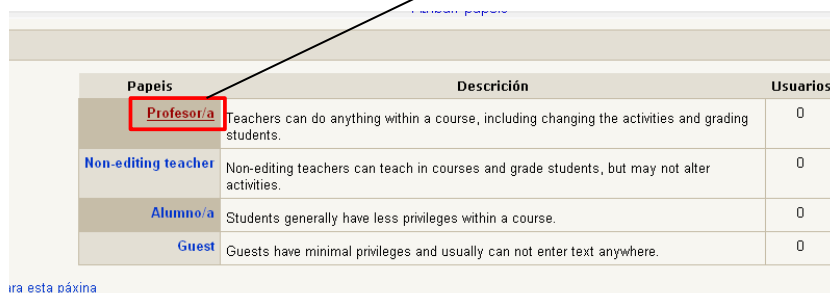 Papeis Descrición Usuarios
Profesor/a Teachers can do anything within a course, including changing the activities and grading students. 0
Non-editing teacher Non-editing teachers can teach in courses and grade students, but may not alter activities. 0
Alumno/a Students generally have less privileges within a course. 0
Guest Guests have minimal privileges and usually can not enter text anywhere. 0
esta páxina